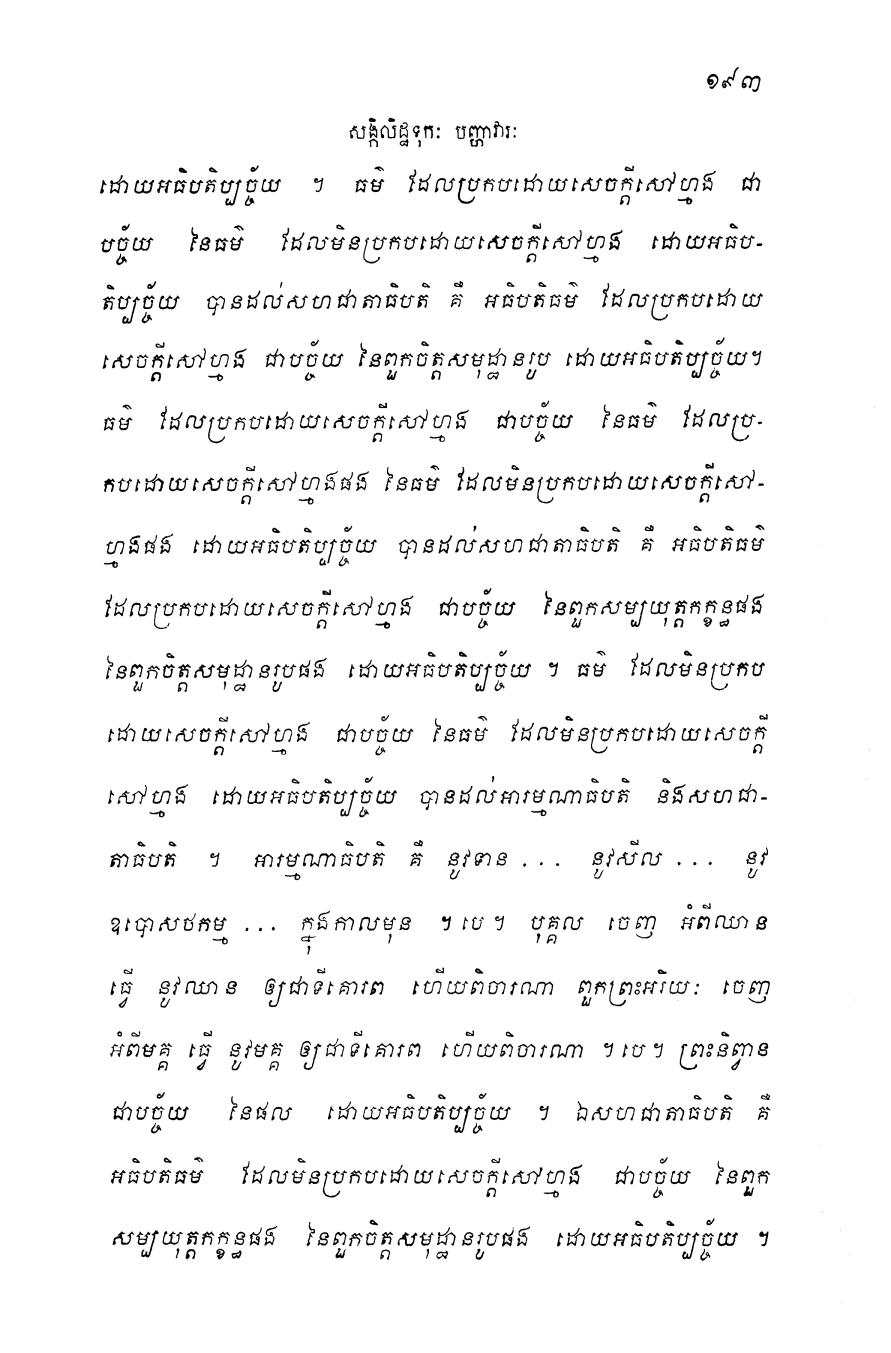 ១៩៣
សង្កិលិដ្ឋទុកៈ បញ្ហាវារៈ
ដោយអធិបតិប្បច្ច័យ ។ ធម៌ ដែលប្រកបដោយសេចក្តីសៅហ្មង ជា
បច្ច័យ នៃធម៌ ដែលមិនប្រកបដោយសេចក្តីសៅហ្មង ដោយអធិប-
តិប្បច្ច័យ បានដល់សហជាតាធិបតិ គឺ អធិបតិធម៌ ដែលប្រកបដោយ
សេចក្តីសៅហ្មង ជាបច្ច័យ នៃពួកចិត្តសមុដ្ឋានរូប ដោយអធិបតិប្បច្ច័យ។
ធម៌ ដែលប្រកបដោយសេចក្តីសៅហ្មង ជាបច្ច័យ នៃធម៌ ដែលប្រ-
កបដោយសេចក្តីសៅហ្មងផង នៃធម៌ ដែលមិនប្រកបដោយសេចក្តីសៅ-
ហ្មងផង ដោយអធិបតិប្បច្ច័យ បានដល់សហជាតាធិបតិ គឺ អធិបតិធម៌
ដែលប្រកបដោយសេចក្តីសៅហ្មង ជាបច្ច័យ នៃពួកសម្បយុត្តកក្ខន្ធផង
នៃពួកចិត្តសមុដ្ឋានរូបផង ដោយអធិបតិប្បច្ច័យ ។ ធម៌ ដែលមិនប្រកប
ដោយសេចក្តីសៅហ្មង ជាបច្ច័យ នៃធម៌ ដែលមិនប្រកបដោយសេចក្តី
សៅហ្មង ដោយអធិបតិប្បច្ច័យ បានដល់អារម្មណាធិបតិ និងសហជា-
តាធិបតិ ។ អារម្មណាធិបតិ គឺ នូវទាន ... នូវសីល ... នូវ
ឧបោសថកម្ម ... ក្នុងកាលមុន ។បេ។ បុគ្គល ចេញ អំពីឈាន
ធ្វើ នូវឈាន ឲ្យជាទីគោរព ហើយពិចារណា ពួកព្រះអរិយៈ ចេញ
អំពីមគ្គ ធ្វើ នូវមគ្គ ឲ្យជាទីគោរព ហើយពិចារណា ។បេ។ ព្រះនិព្វាន
ជាបច្ច័យ នៃផល ដោយអធិបតិប្បច្ច័យ ។ ឯសហជាតាធិបតិ គឺ
អធិបតិធម៌ ដែលមិនប្រកបដោយសេចក្តីសៅហ្មង ជាបច្ច័យ នៃពួក
សម្បយុត្តកក្ខន្ធផង នៃពួកចិត្តសមុដ្ឋានរូបផង ដោយអធិបតិប្បច្ច័យ ។